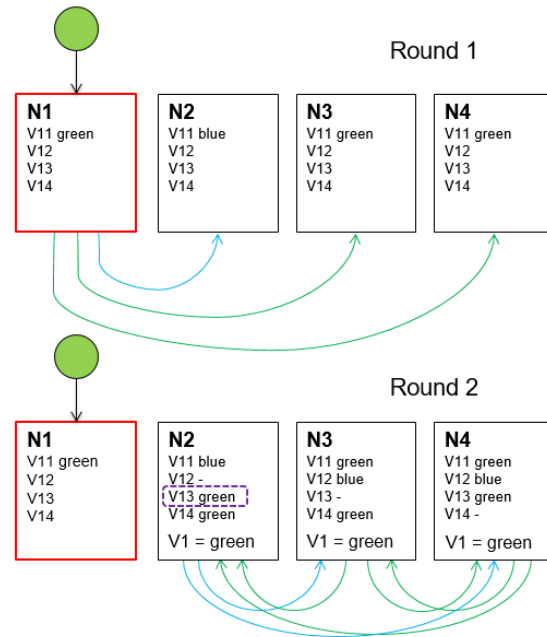 Round 1
N1
V11 green
V12
V13
V14
N2
V11 blue
V12
V13
V14
N3
V11 green
V12
V13
V14
N4
V11 green
V12
V13
V14
Round 2
N1
V11 green
V12
V13
V14
N2
V11 blue
V12 -
V13 green
V14 green
V1 = green
N3
V11 green
V12 blue
V13 -
V14 green
V1 = green
N4
V11 green
V12 blue
V13 green
V14 -
V1 = green